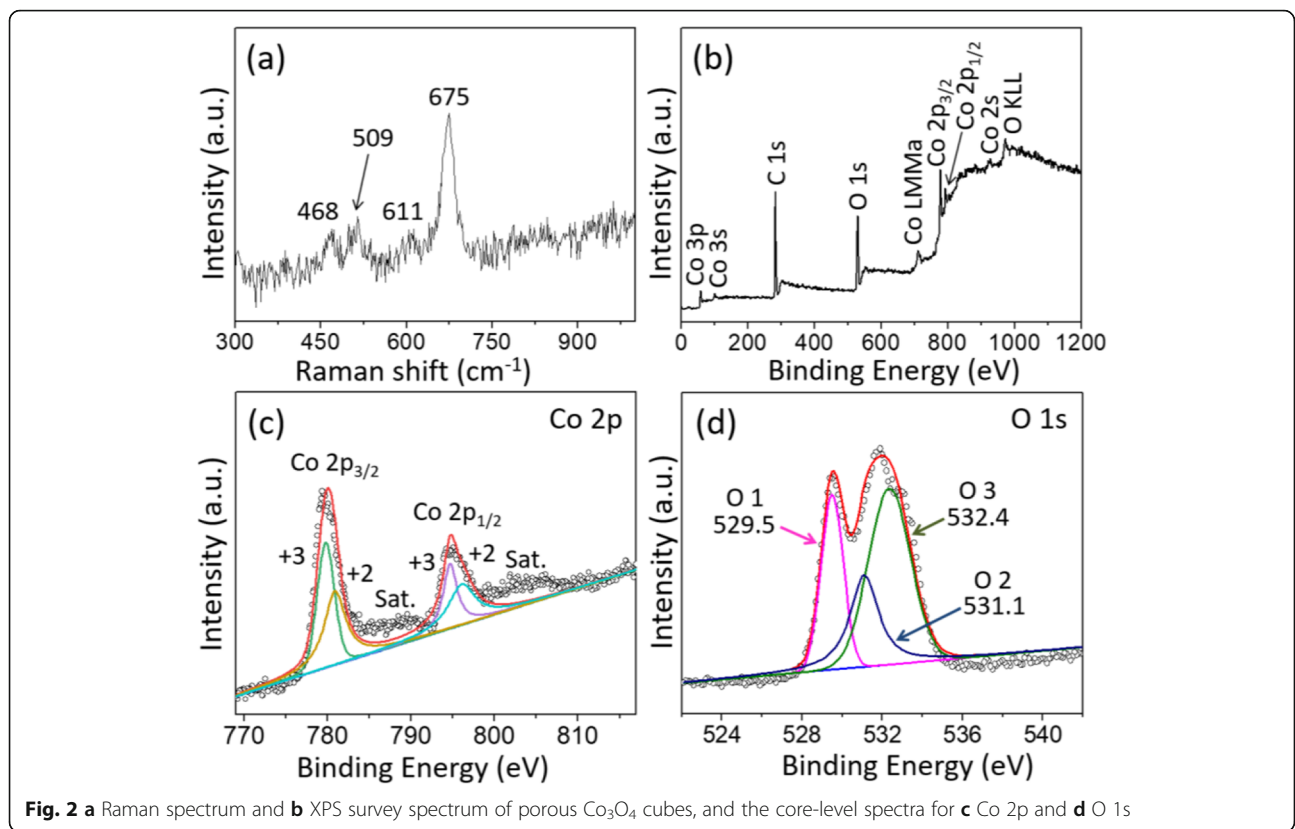 (a)
675
509
468
611
Intensity (a.u.)
300 450 600 750 900
Raman shift (cm⁻¹)
(b)
Co 3p
Co 3s
C 1s
O 1s
Co LMMa
Co 2p₃/₂
Co 2p₁/₂
Co 2s
O KLL
Intensity (a.u.)
0 200 400 600 800 1000 1200
Binding Energy (eV)
(c)
Co 2p
Co 2p₃/₂
Co 2p₁/₂
+3
+2
Sat.
+3
+2
Sat.
Intensity (a.u.)
770 780 790 800 810
Binding Energy (eV)
(d)
O 1s
O 1
529.5
O 3
532.4
O 2
531.1
Intensity (a.u.)
524 528 532 536 540
Binding Energy (eV)
Fig. 2 a Raman spectrum and b XPS survey spectrum of porous Co₃O₄ cubes, and the core-level spectra for c Co 2p and d O 1s